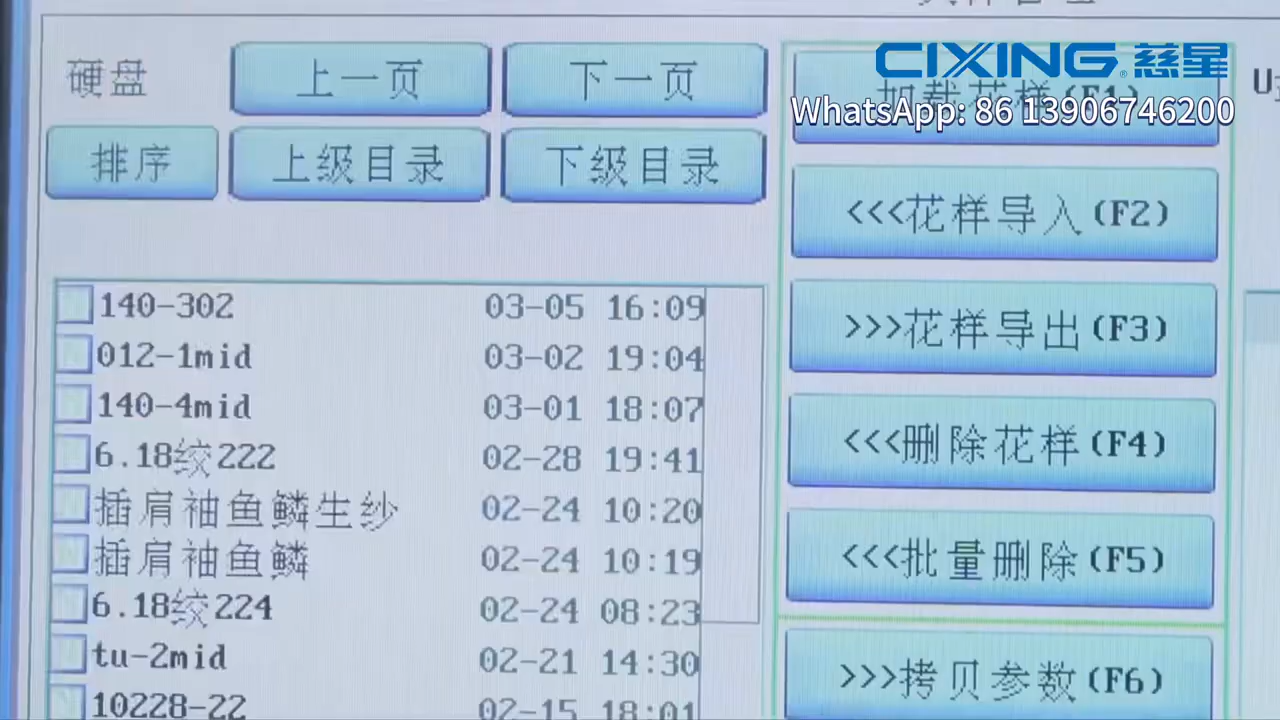 CIXING 慈星
WhatsApp: 86 13906746200
硬盘
上一页
下一页
排序
上级目录
下级目录
加载花样(F1)
<<<花样导入(F2)
>>>花样导出(F3)
<<<删除花样(F4)
<<<批量删除(F5)
>>>拷贝参数(F6)
140-302 03-05 16:09
012-1mid 03-02 19:04
140-4mid 03-01 18:07
6.18绞222 02-28 19:41
插肩袖鱼鳞生纱 02-24 10:20
插肩袖鱼鳞 02-24 10:19
6.18绞224 02-24 08:23
tu-2mid 02-21 14:30
10228-22 02-15 18:01